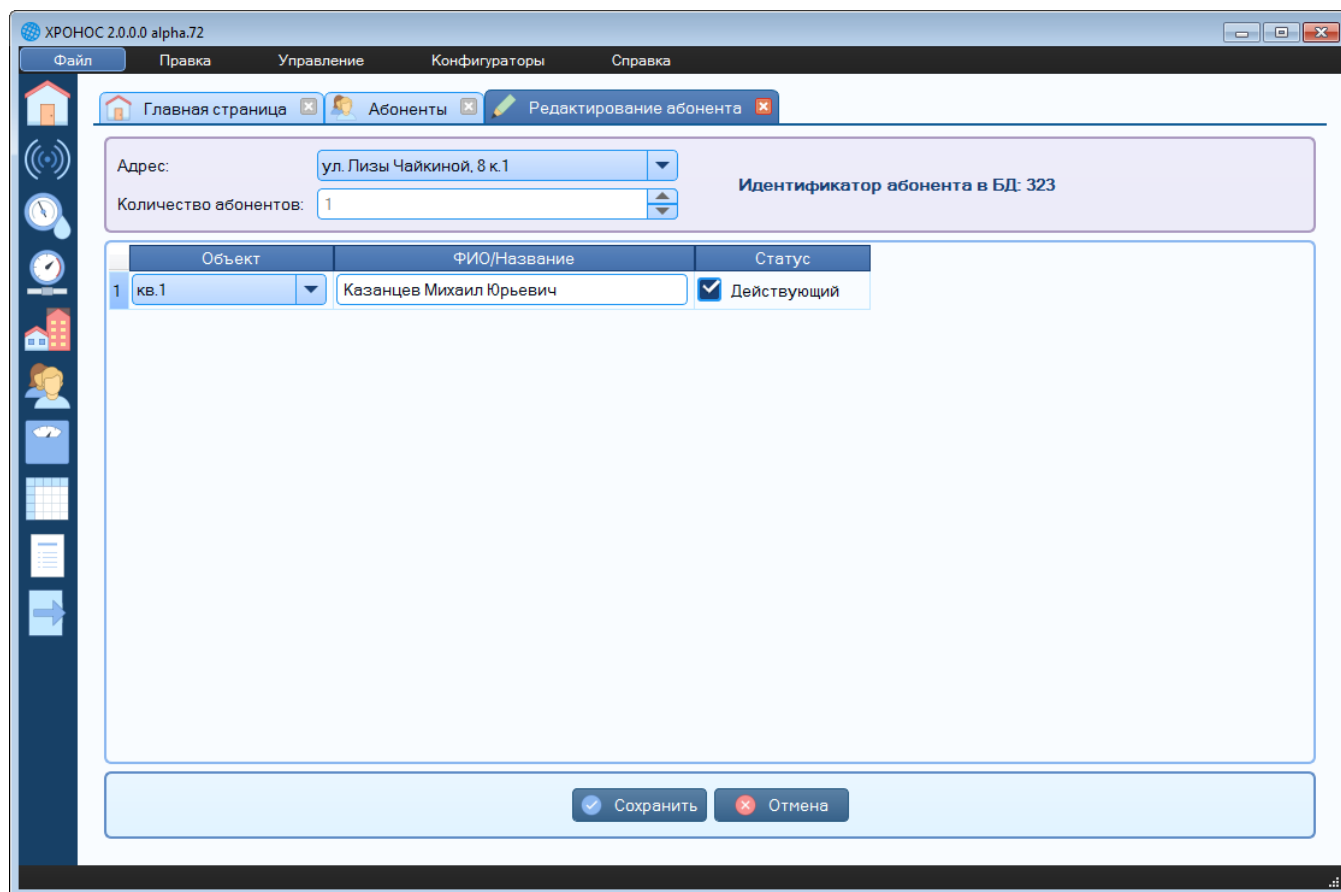 ХРОНОС 2.0.0.0 alpha.72
Файл Правка Управление Конфигураторы Справка
Главная страница Абоненты Редактирование абонента
Адрес: ул. Лизы Чайкиной, 8 к.1
Идентификатор абонента в БД: 323
Количество абонентов: 1
Объект ФИО/Название Статус
1 кв.1 Казанцев Михаил Юрьевич Действующий
Сохранить Отмена